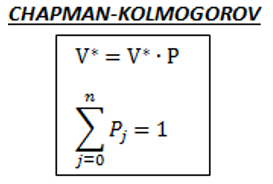 CHAPMAN-KOLMOGOROV
V* = V* · P
n
∑ Pj = 1
j=0